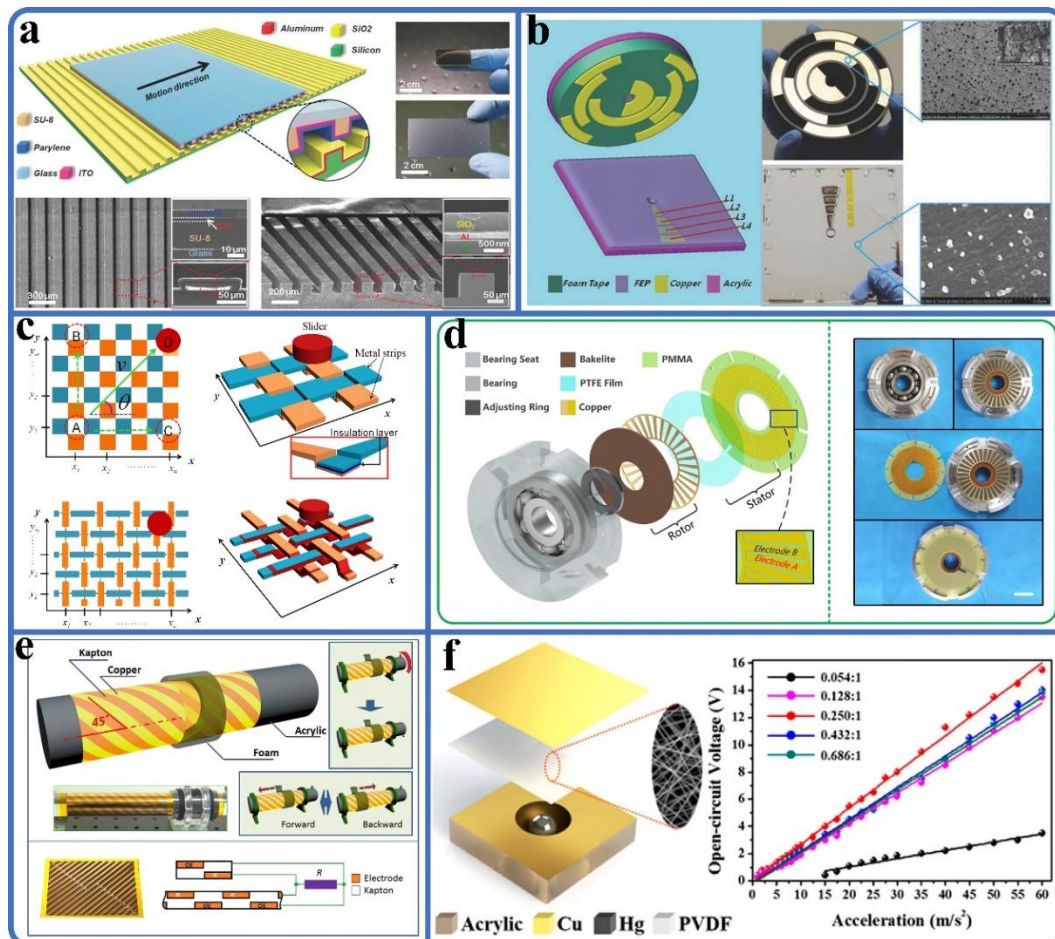 a
Aluminum
SiO2
Silicon
Motion direction
SU-8
Parylene
Glass
ITO
2 cm
2 cm
SU-8
Glass
10 μm
300 μm
50 μm
SiO₂
Al
500 nm
200 μm
50 μm
b
L1
L2
L3
L4
Foam Tape
FEP
Copper
Acrylic
c
y
yₘ
y₂
y₁
B
D
v
θ
A
C
x₁
x₂
xₙ
x
Slider
Metal strips
y
x
Insulation layer
y
x
x
y
x
d
Bearing Seat
Bakelite
PMMA
Bearing
PTFE Film
Adjusting Ring
Copper
Rotor
Stator
Electrode B
Electrode A
e
Kapton
Copper
45°
Acrylic
Foam
Forward
Backward
R
Electrode
Kapton
f
Acrylic
Cu
Hg
PVDF
Open-circuit Voltage (V)
16
14
12
10
8
6
4
2
0
0.054:1
0.128:1
0.250:1
0.432:1
0.686:1
0 5 10 15 20 25 30 35 40 45 50 55 60
Acceleration (m/s²)